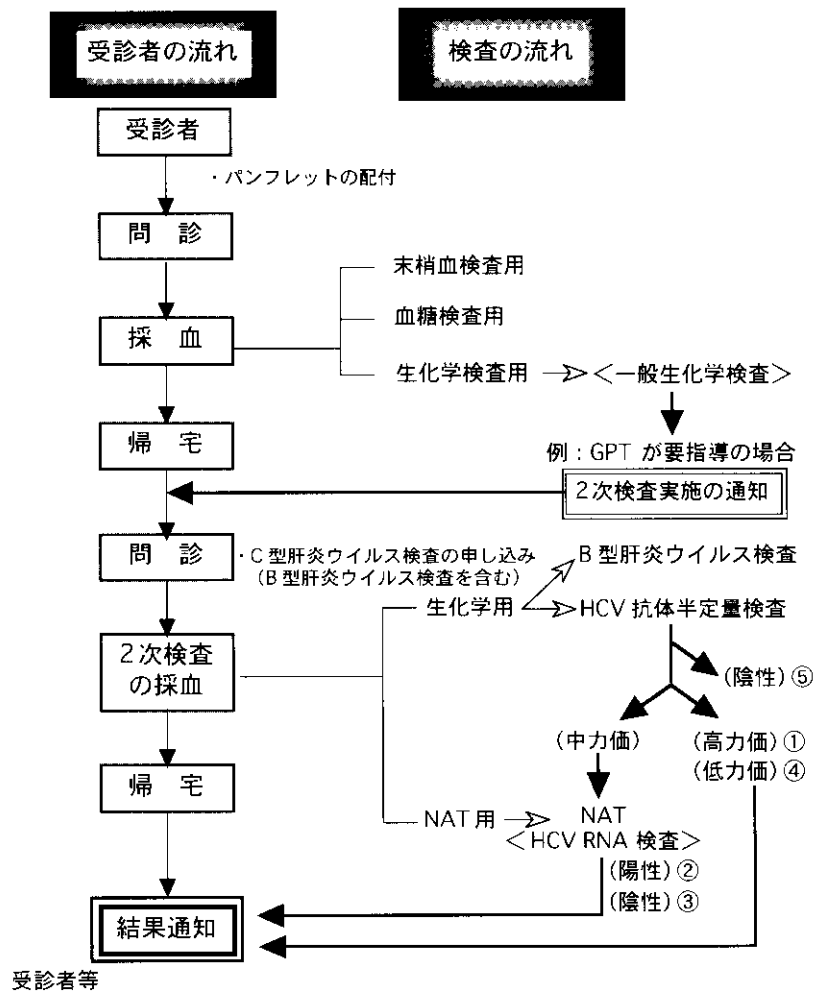 受診者の流れ
検査の流れ
受診者
・パンフレットの配付
問 診
末梢血検査用
血糖検査用
採 血
生化学検査用
＜一般生化学検査＞
帰 宅
例：GPT が要指導の場合
2次検査実施の通知
問 診
・C型肝炎ウイルス検査の申し込み
（B型肝炎ウイルス検査を含む）
B型肝炎ウイルス検査
生化学用
HCV 抗体半定量検査
2次検査
の採血
（陰性）⑤
（中力価）
（高力価）①
（低力価）④
帰 宅
NAT用
NAT
＜HCV RNA 検査＞
（陽性）②
（陰性）③
結果通知
受診者等